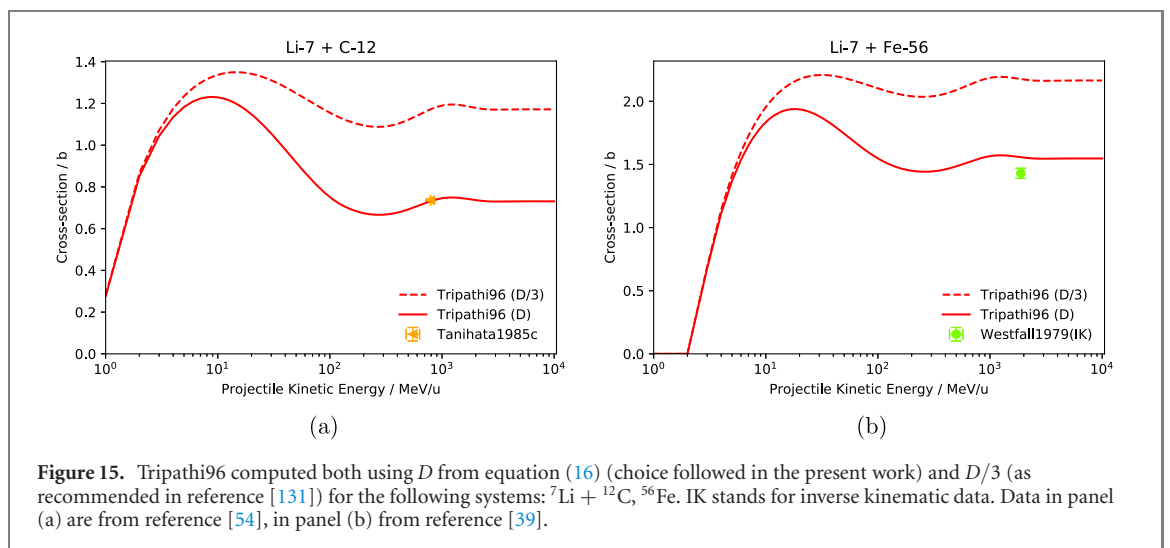 Li-7 + C-12
Cross-section / b
1.4
1.2
1.0
0.8
0.6
0.4
0.2
0.0
10⁰
10¹
10²
10³
10⁴
Projectile Kinetic Energy / MeV/u
Tripathi96 (D/3)
Tripathi96 (D)
Tanihata1985c
(a)
Li-7 + Fe-56
Cross-section / b
2.0
1.5
1.0
0.5
0.0
10⁰
10¹
10²
10³
10⁴
Projectile Kinetic Energy / MeV/u
Tripathi96 (D/3)
Tripathi96 (D)
Westfall1979(IK)
(b)
Figure 15. Tripathi96 computed both using D from equation (16) (choice followed in the present work) and D/3 (as
recommended in reference [131]) for the following systems: ⁷Li + ¹²C, ⁵⁶Fe. IK stands for inverse kinematic data. Data in panel
(a) are from reference [54], in panel (b) from reference [39].